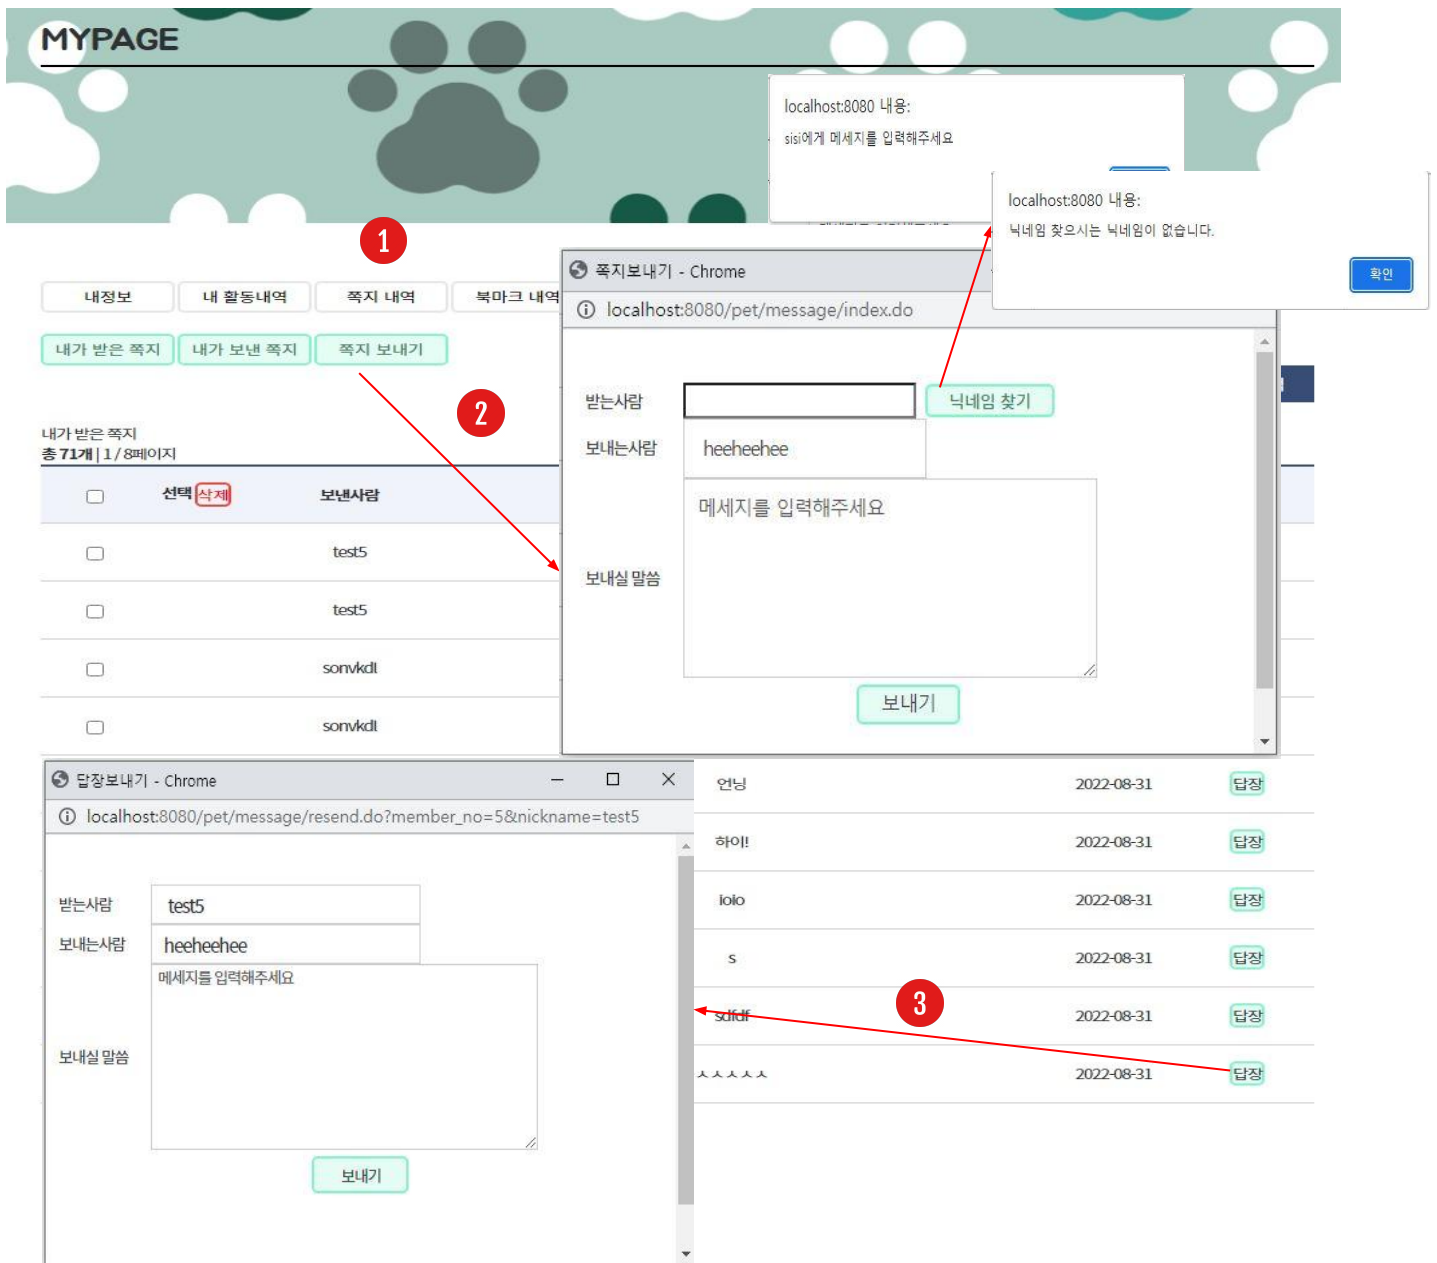 MYPAGE
localhost:8080 내용:
sisi에게 메세지를 입력해주세요
localhost:8080 내용:
닉네임 찾으시는 닉네임이 없습니다.
확인
1
내정보 내 활동내역 쪽지 내역 북마크 내역
내가 받은 쪽지 내가 보낸 쪽지 쪽지 보내기
2
내가 받은 쪽지
총 71개 | 1 / 8페이지
선택 삭제 보낸사람
test5
test5
sonvkdl
sonvkdl
쪽지보내기 - Chrome
localhost:8080/pet/message/index.do
받는사람 닉네임 찾기
보내는사람 heeheehee
메세지를 입력해주세요
보내실 말씀
보내기
답장보내기 - Chrome
localhost:8080/pet/message/resend.do?member_no=5&nickname=test5
받는사람 test5
보내는사람 heeheehee
메세지를 입력해주세요
보내실 말씀
보내기
언닝 2022-08-31 답장
하이! 2022-08-31 답장
ioio 2022-08-31 답장
s 2022-08-31 답장
3
sdfdf 2022-08-31 답장
ㅅㅅㅅㅅㅅ 2022-08-31 답장